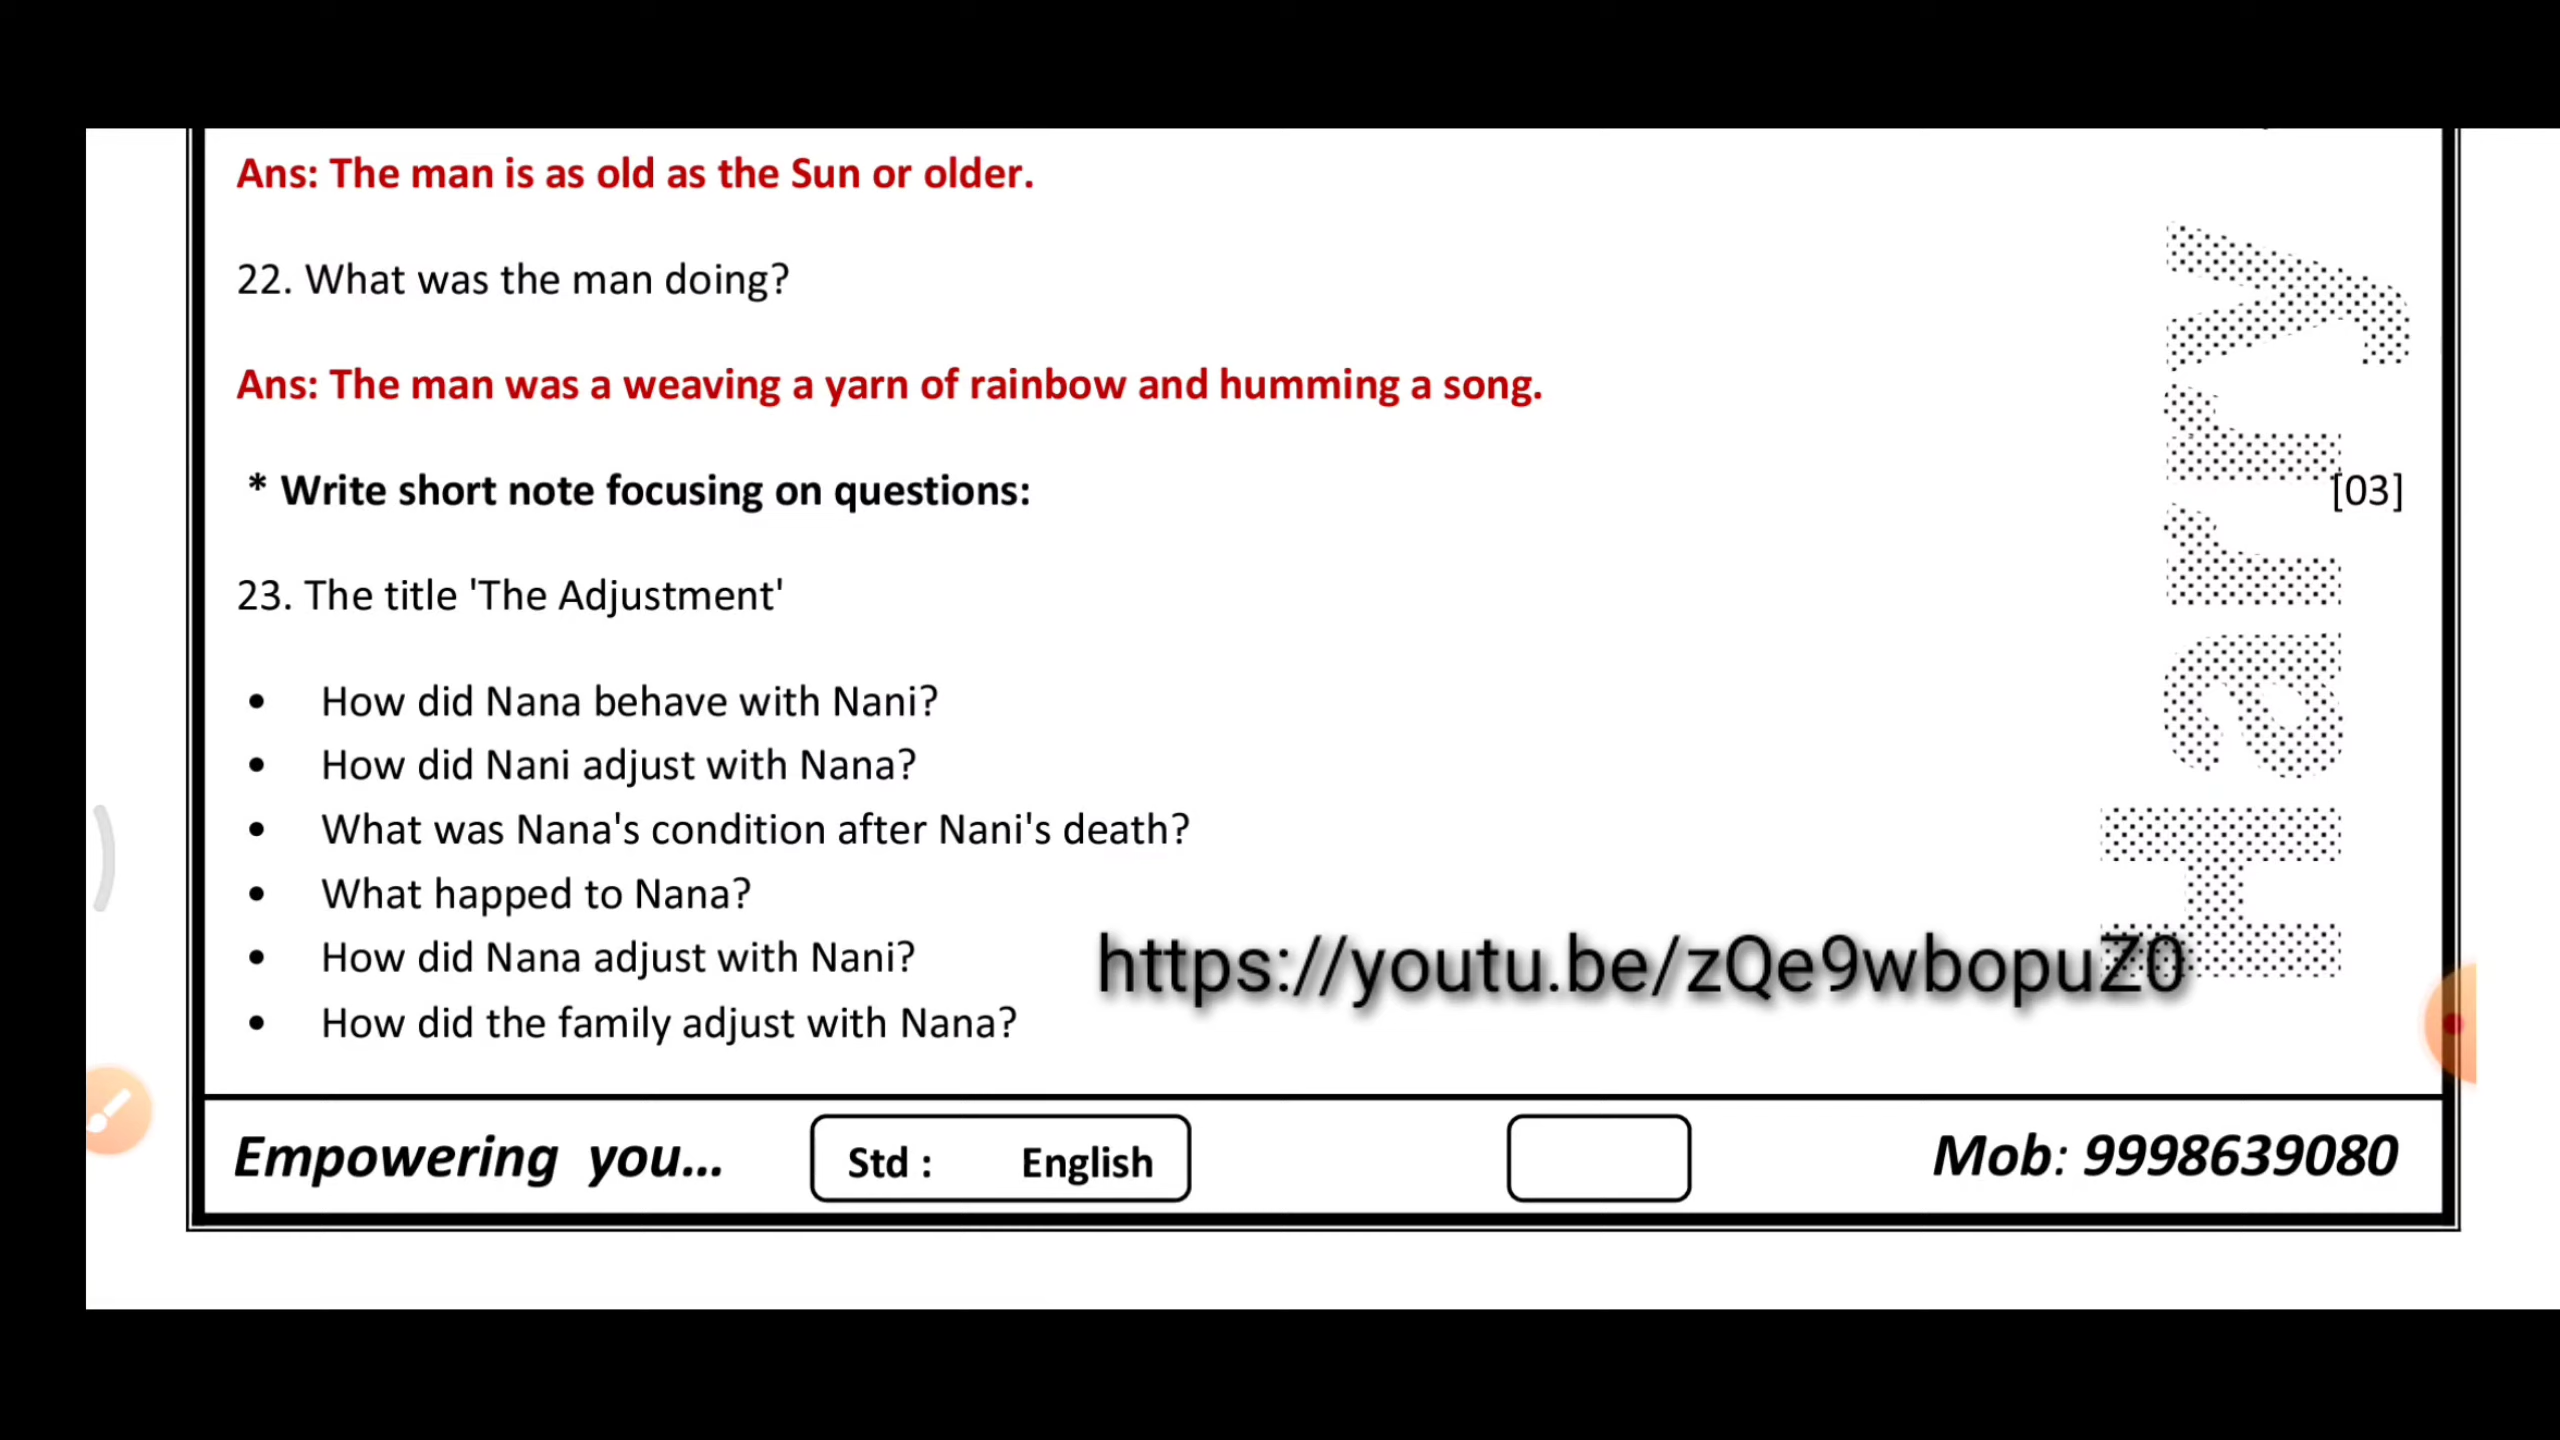 Ans: The man is as old as the Sun or older.
22. What was the man doing?
Ans: The man was a weaving a yarn of rainbow and humming a song.
* Write short note focusing on questions: [03]
23. The title 'The Adjustment'
• How did Nana behave with Nani?
• How did Nani adjust with Nana?
• What was Nana's condition after Nani's death?
• What happed to Nana?
• How did Nana adjust with Nani?
• How did the family adjust with Nana?
https://youtu.be/zQe9wbopuZ0
Harry
Empowering you... Std : English Mob: 9998639080